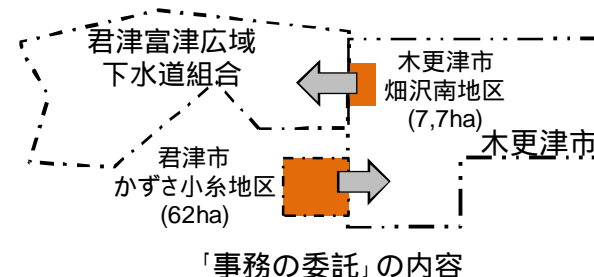 君津富津広域
下水道組合
木更津市
畑沢南地区
(7,7ha)
木更津市
君津市
かずさ小糸地区
(62ha)
「事務の委託」の内容